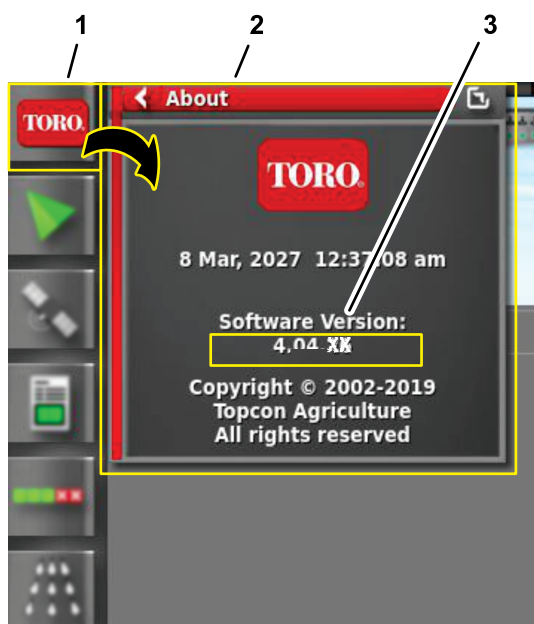 1 2 3
TORO
About
TORO
8 Mar, 2027 12:37:08 am
Software Version:
4.04.XX
Copyright © 2002-2019
Topcon Agriculture
All rights reserved